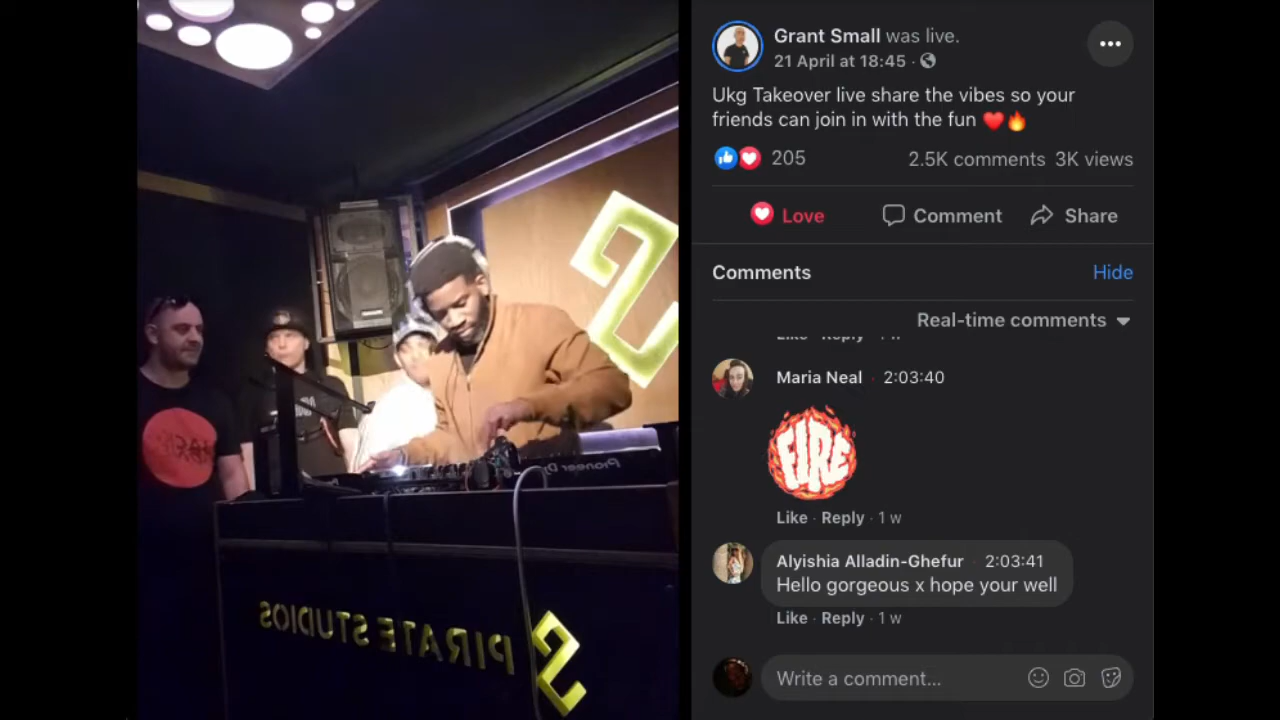 Grant Small was live.
21 April at 18:45 ·
Ukg Takeover live share the vibes so your
friends can join in with the fun ❤️🔥
205
2.5K comments 3K views
Love
Comment
Share
Comments
Hide
Real-time comments
Maria Neal · 2:03:40
FIRE
Like · Reply · 1 w
Alyishia Alladin-Ghefur · 2:03:41
Hello gorgeous x hope your well
Like · Reply · 1 w
Write a comment...
Pioneer DJ
PIRATE STUDIOS